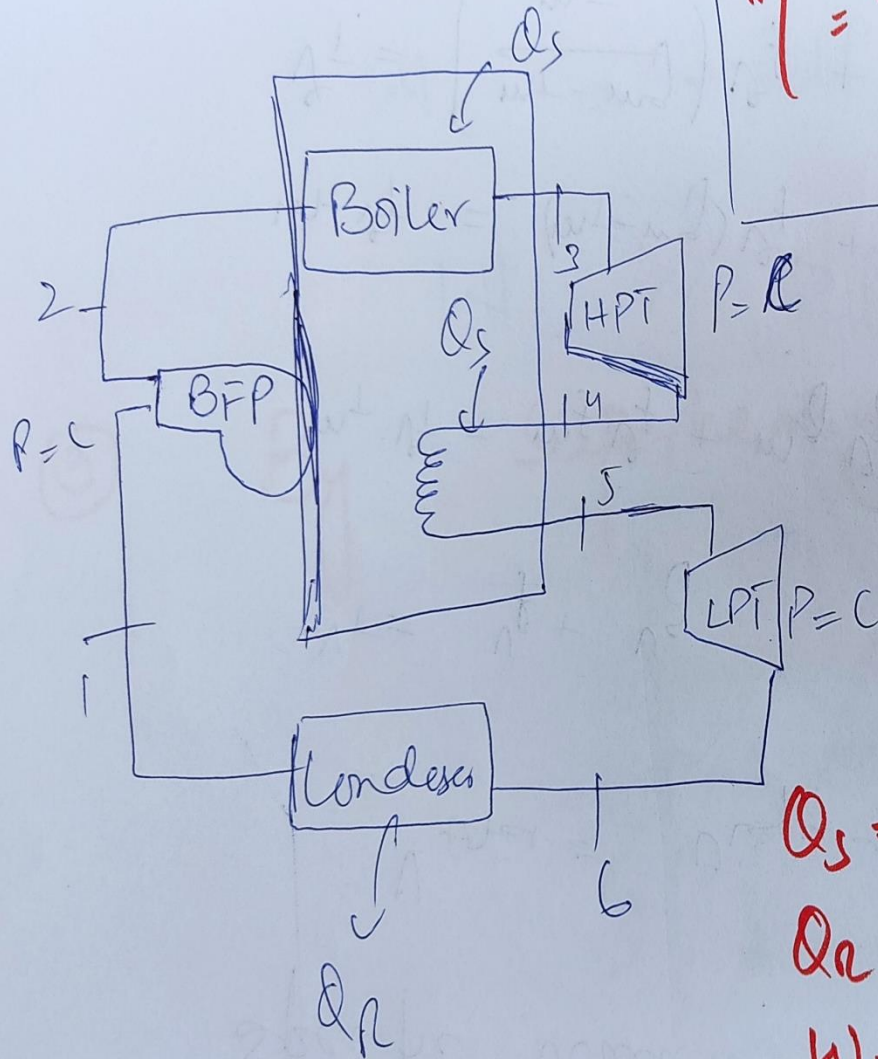 η =
Qs
Boiler
3
2
HPT
P=C
Qs
BFP
4
P=C
5
LPT
P=C
1
Condeser
6
Qs =
QR
QR